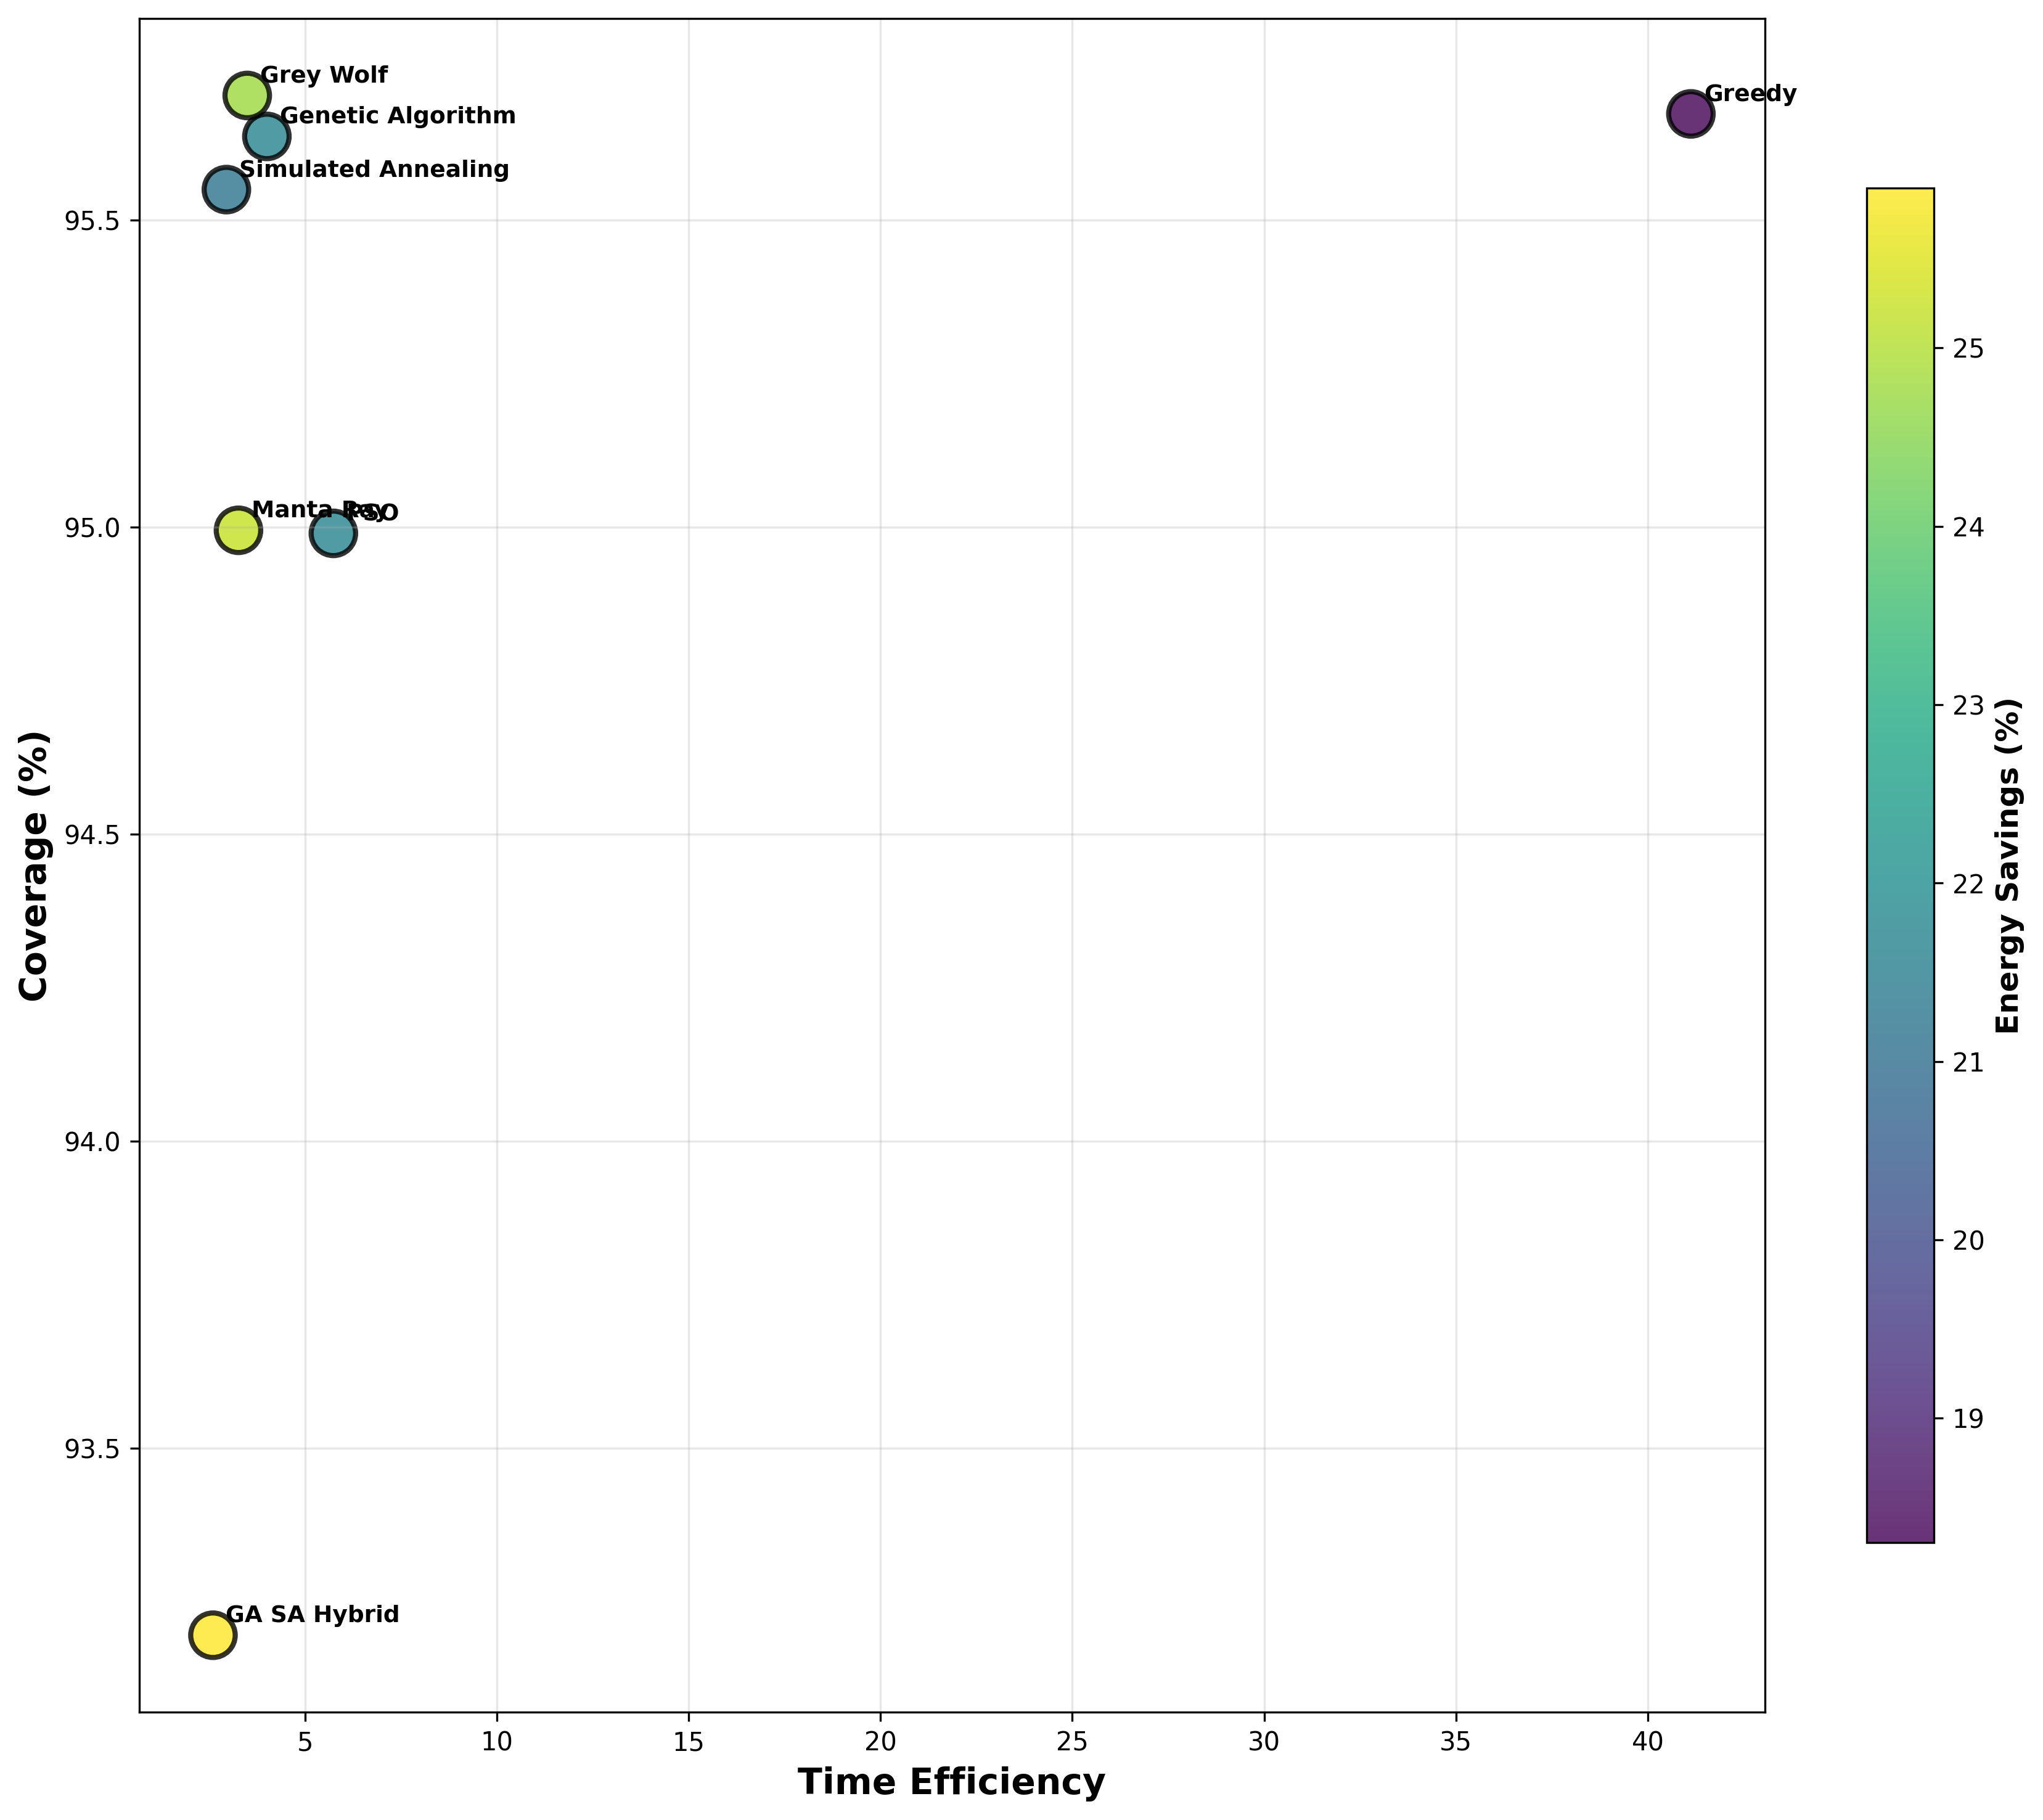 Grey Wolf
Greedy
Genetic Algorithm
Simulated Annealing
95.5
Manta Ray
PSO
95.0
94.5
94.0
93.5
GA SA Hybrid
Coverage (%)
5 10 15 20 25 30 35 40
Time Efficiency
25
24
23
22
21
20
19
Energy Savings (%)